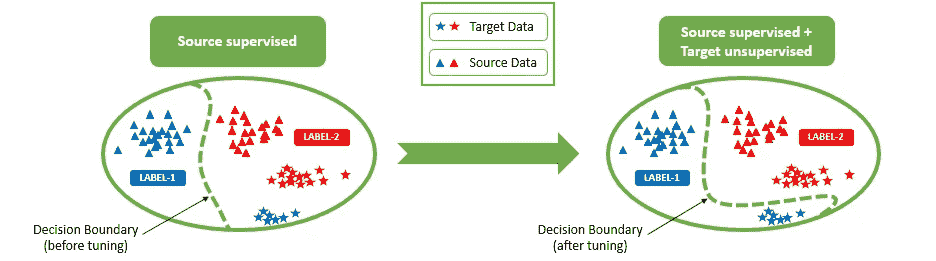 Source supervised
Target Data
Source Data
Source supervised +
Target unsupervised
LABEL-2
LABEL-1
Decision Boundary
(before tuning)
LABEL-2
LABEL-1
Decision Boundary
(after tuning)